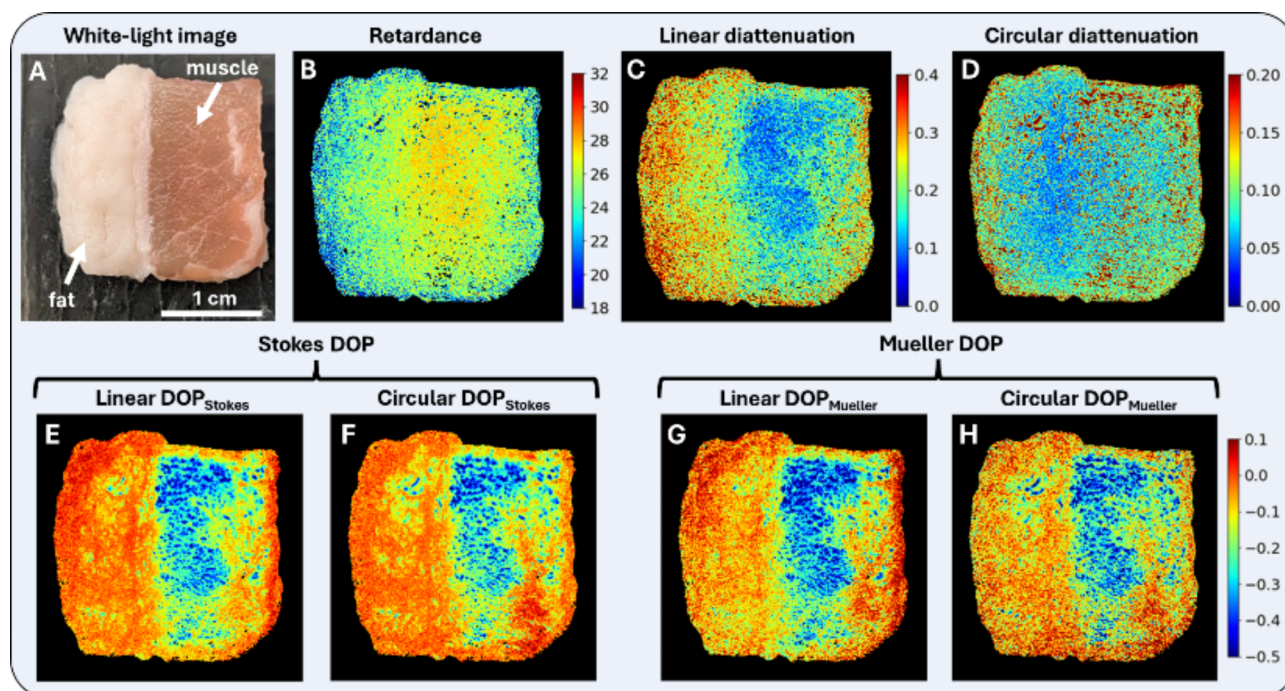 White-light image
Retardance
Linear diattenuation
Circular diattenuation
A
muscle
fat
1 cm
B
32
30
28
26
24
22
20
18
C
0.4
0.3
0.2
0.1
0.0
D
0.20
0.15
0.10
0.05
0.00
Stokes DOP
Mueller DOP
Linear DOPStokes
Circular DOPStokes
Linear DOPMueller
Circular DOPMueller
E
F
G
H
0.1
0.0
−0.1
−0.2
−0.3
−0.4
−0.5